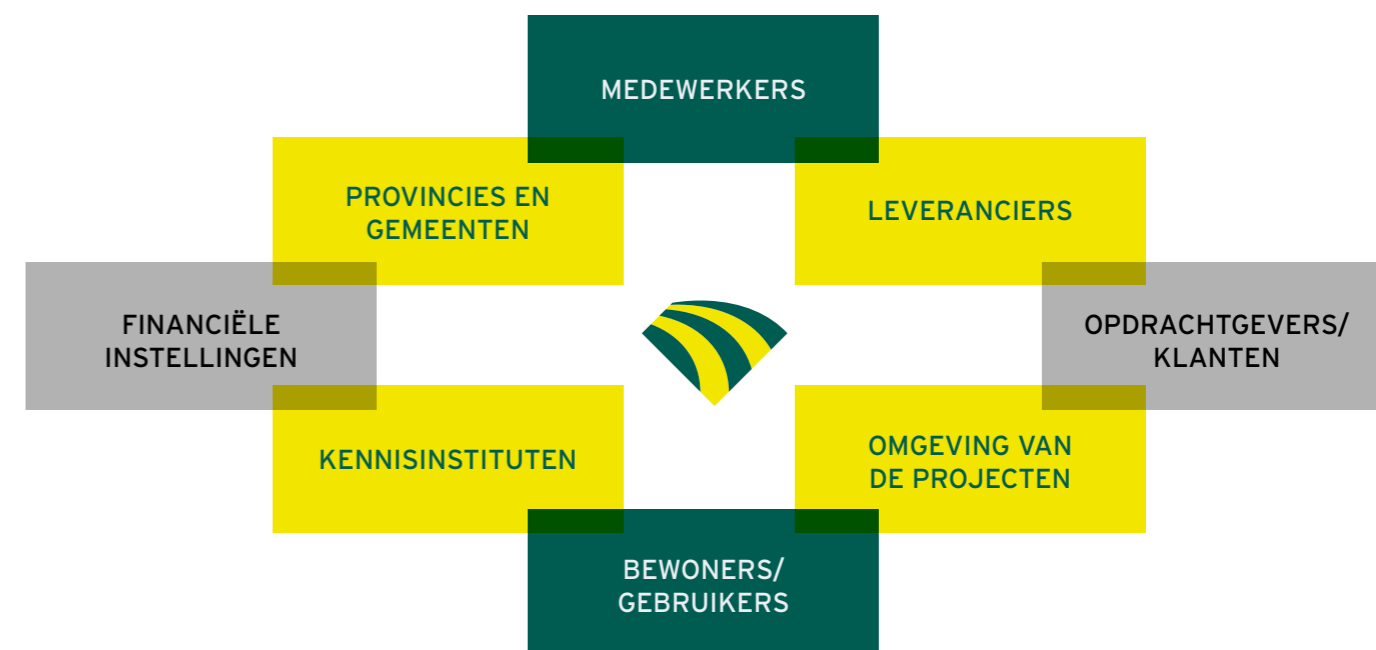 MEDEWERKERS
PROVINCIES EN
GEMEENTEN
LEVERANCIERS
FINANCIËLE
INSTELLINGEN
OPDRACHTGEVERS/
KLANTEN
KENNISINSTITUTEN
OMGEVING VAN
DE PROJECTEN
BEWONERS/
GEBRUIKERS